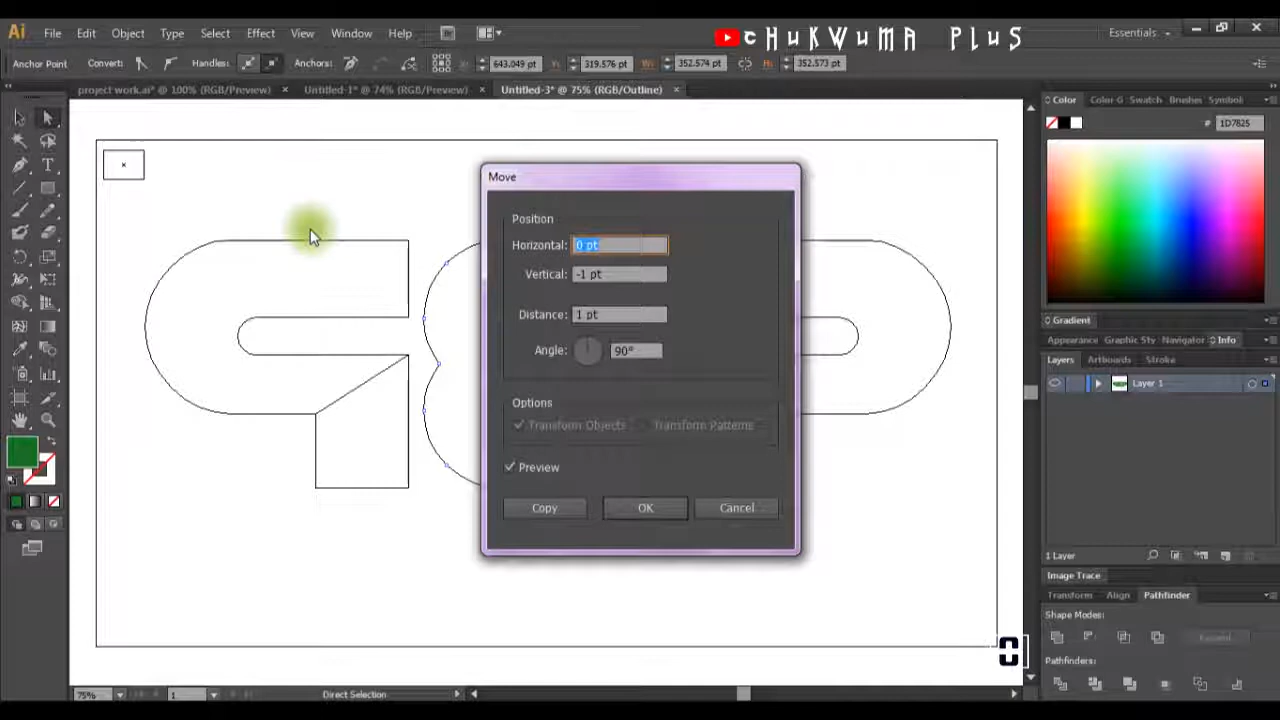 Ai File Edit Object Type Select Effect View Window Help
cHuKWuMA PluS
Essentials
Anchor Point Convert: Handles: Anchors: 643.049 pt 319.576 pt 352.574 pt 352.573 pt
project work.ai* @ 100% (RGB/Preview) Untitled-1* @ 74% (RGB/Preview) Untitled-3* @ 75% (RGB/Outline)
Color Color G Swatch Brushes Symbol
# 1D7825
Move
Position
Horizontal: 0 pt
Vertical: -1 pt
Distance: 1 pt
Angle: 90°
Options
Transform Objects Transform Patterns
Preview
Copy OK Cancel
Gradient
Appearance Graphic Sty Navigator Info
Layers Artboards Stroke
Layer 1
1 Layer
Image Trace
Transform Align Pathfinder
Shape Modes:
Expand
Pathfinders:
75% 1 Direct Selection